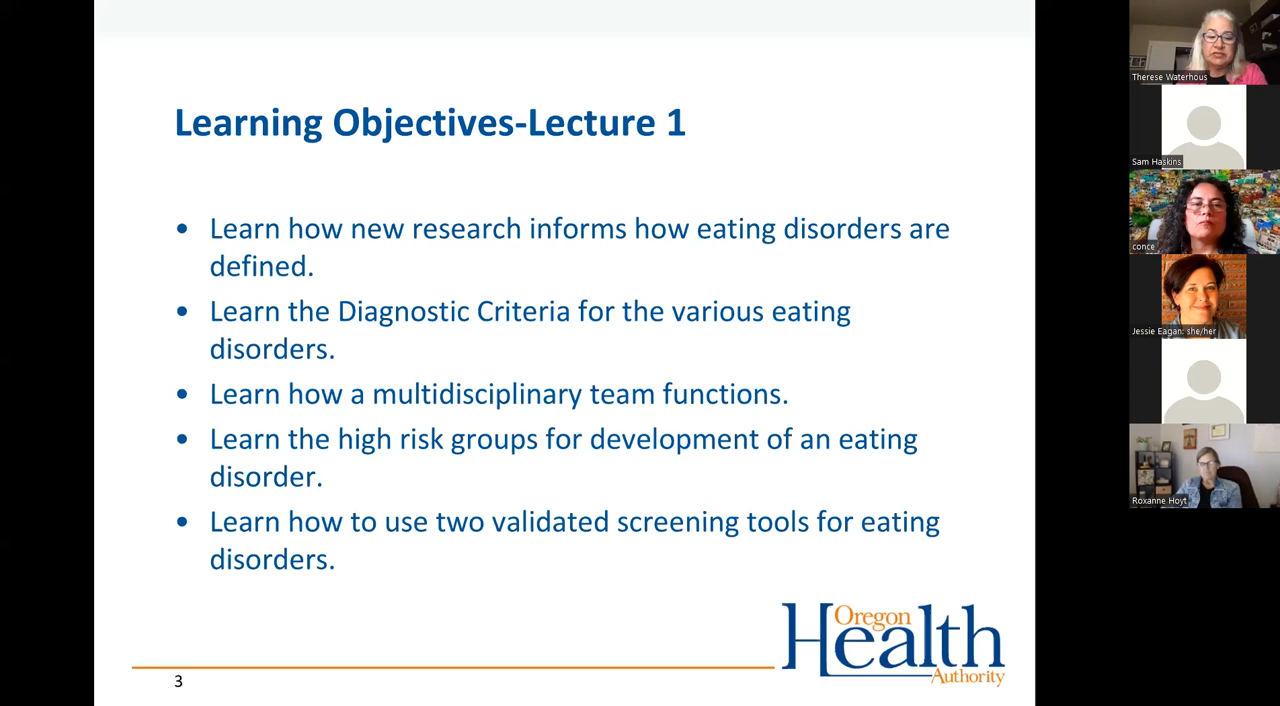 Learning Objectives-Lecture 1
• Learn how new research informs how eating disorders are
defined.
• Learn the Diagnostic Criteria for the various eating
disorders.
• Learn how a multidisciplinary team functions.
• Learn the high risk groups for development of an eating
disorder.
• Learn how to use two validated screening tools for eating
disorders.
Oregon
Health
Authority
3
Therese Waterhous
Sam Haskins
conce
Jessie Eagan: she/her
Roxanne Hoyt